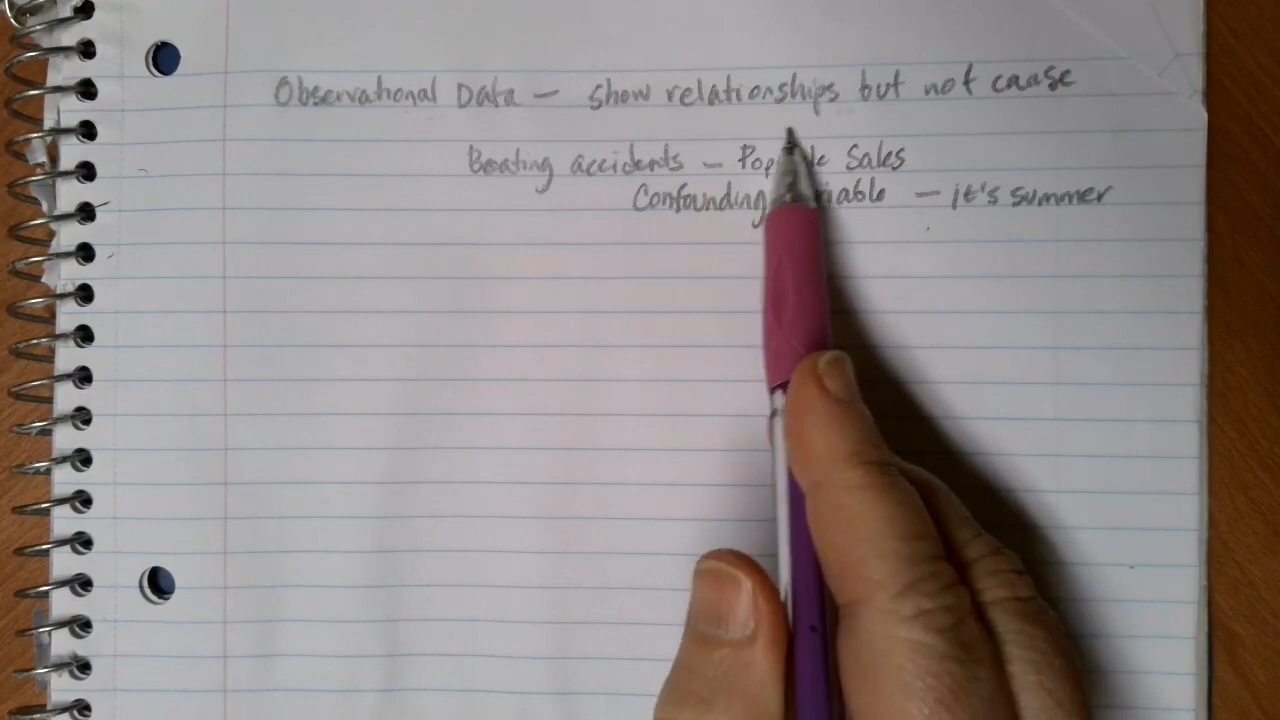 Observational Data – show relationships but not cause
Boating accidents – Sales
Confounding – it's summer